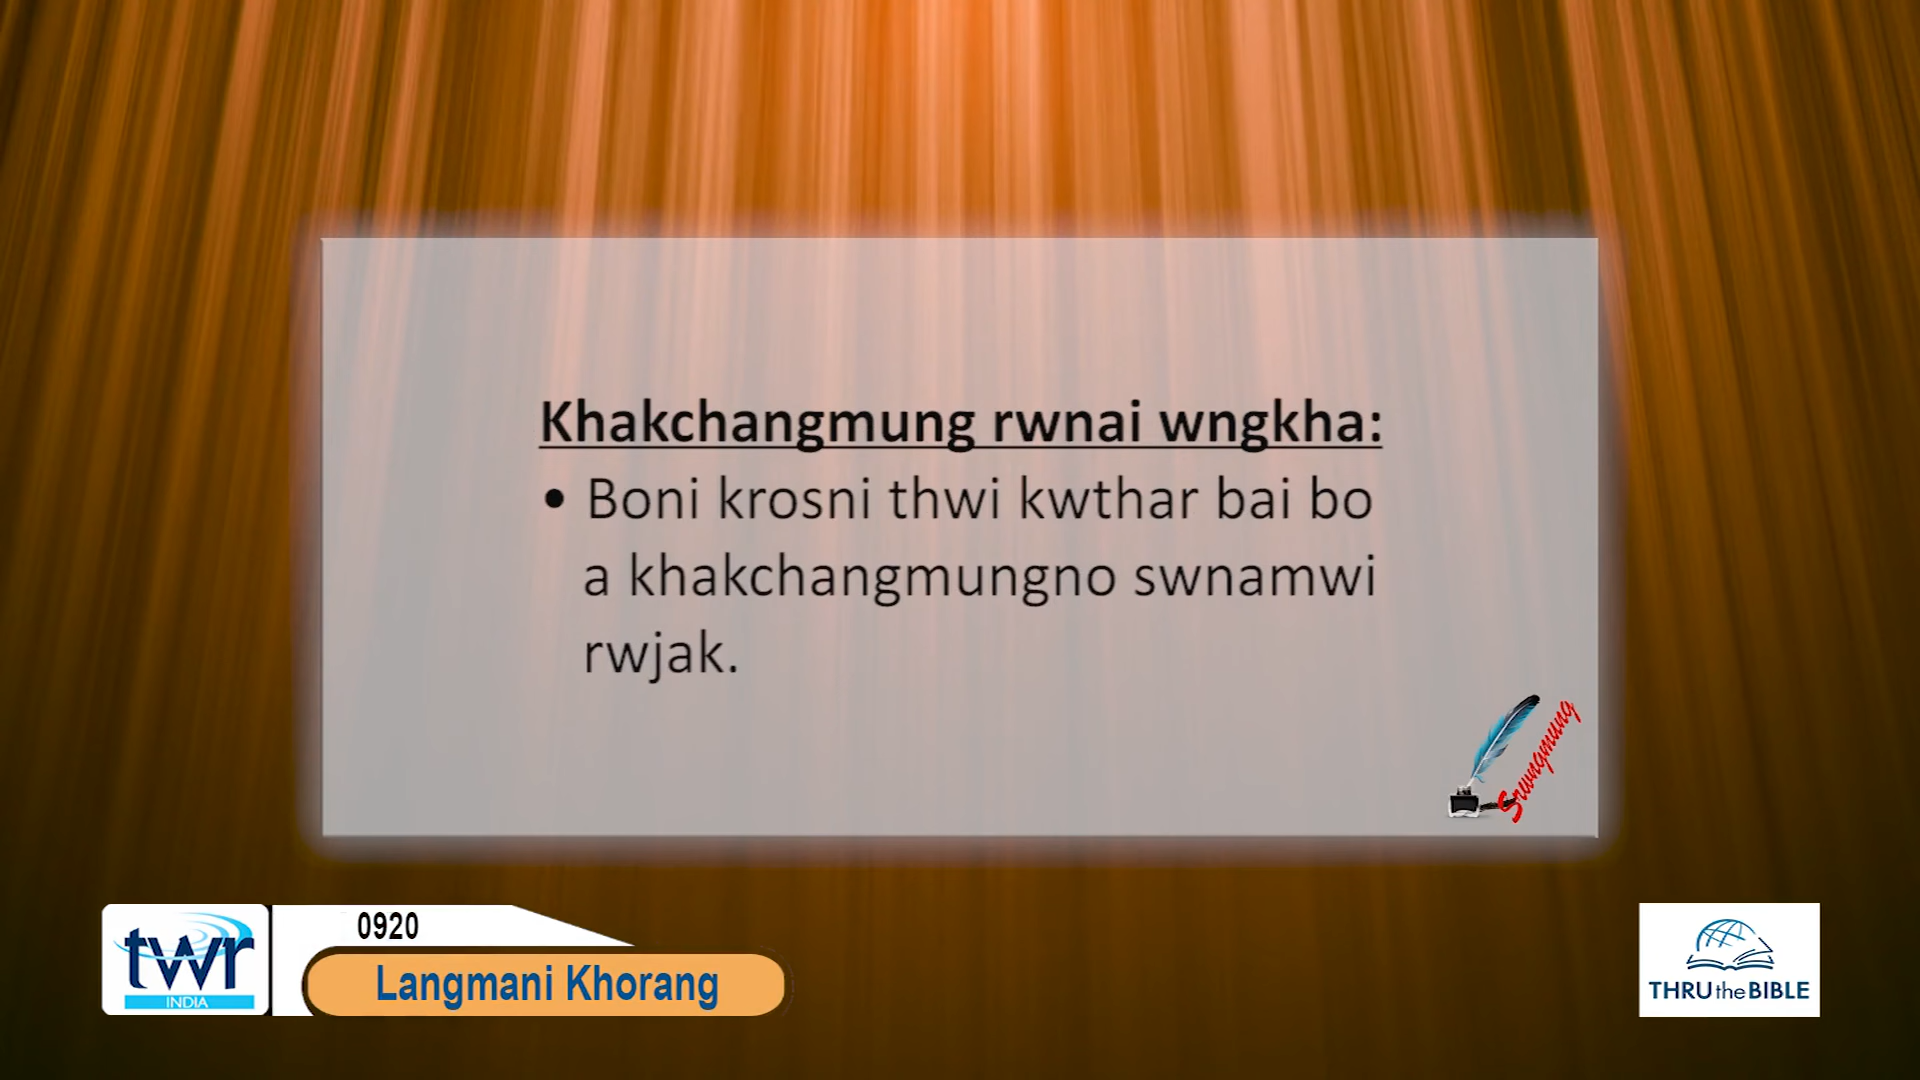 Khakchangmung rwnai wngkha:
• Boni krosni thwi kwthar bai bo
a khakchangmungno swnamwi
rwjak.
Srwngmung
twr
INDIA
0920
Langmani Khorang
THRU the BIBLE